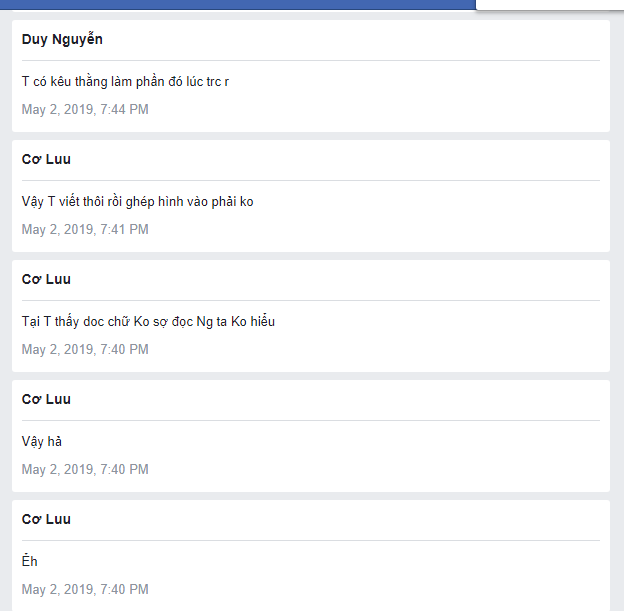 Duy Nguyễn
T có kêu thằng làm phần đó lúc trc r
May 2, 2019, 7:44 PM
Cơ Luu
Vậy T viết thôi rồi ghép hình vào phải ko
May 2, 2019, 7:41 PM
Cơ Luu
Tại T thấy doc chữ Ko sợ đọc Ng ta Ko hiểu
May 2, 2019, 7:40 PM
Cơ Luu
Vậy hả
May 2, 2019, 7:40 PM
Cơ Luu
Êh
May 2, 2019, 7:40 PM